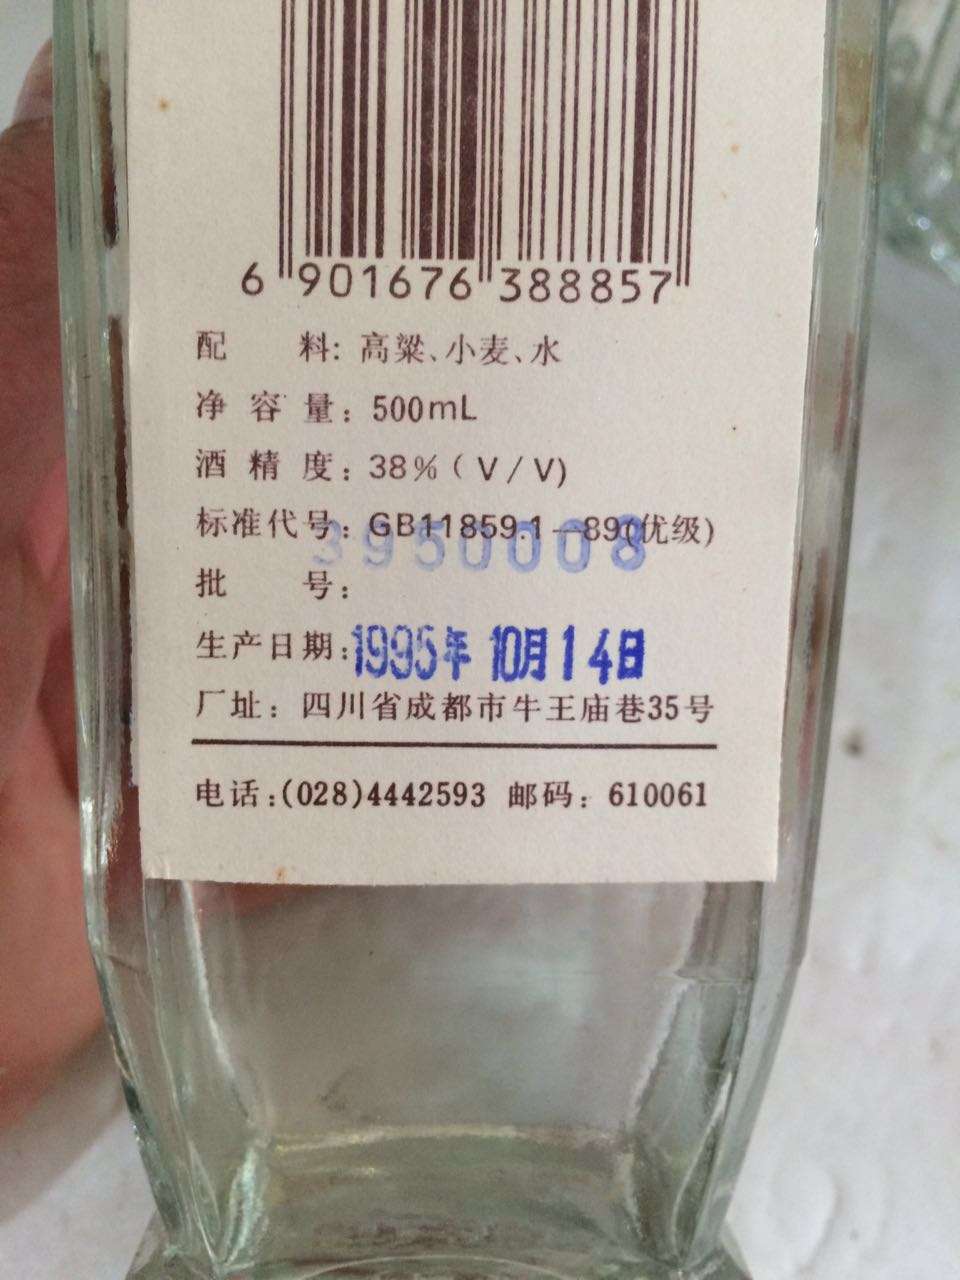 6 901676 388857
配 料: 高粱、小麦、水
净 容 量: 500mL
酒 精 度: 38%(V/V)
标准代号: GB11859.1—89(优级)
3950008
批 号:
生产日期: 1995年 10月14日
厂址: 四川省成都市牛王庙巷35号
电话:(028)4442593 邮码: 610061